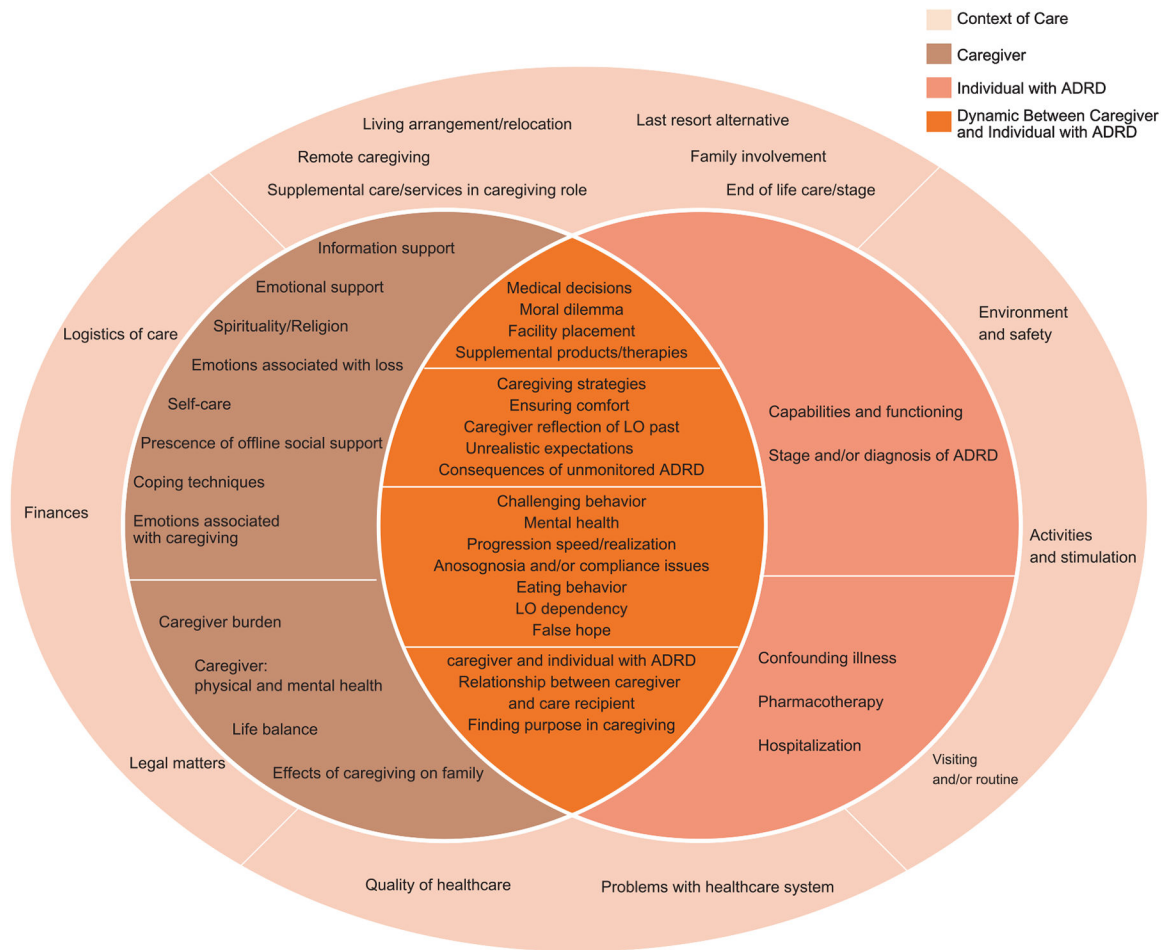 Context of Care
Caregiver
Individual with ADRD
Dynamic Between Caregiver
and Individual with ADRD
Living arrangement/relocation
Last resort alternative
Remote caregiving
Family involvement
Supplemental care/services in caregiving role
End of life care/stage
Logistics of care
Finances
Legal matters
Information support
Emotional support
Spirituality/Religion
Emotions associated with loss
Self-care
Prescence of offline social support
Coping techniques
Emotions associated
with caregiving
Caregiver burden
Caregiver:
physical and mental health
Life balance
Effects of caregiving on family
Medical decisions
Moral dilemma
Facility placement
Supplemental products/therapies
Caregiving strategies
Ensuring comfort
Caregiver reflection of LO past
Unrealistic expectations
Consequences of unmonitored ADRD
Challenging behavior
Mental health
Progression speed/realization
Anosognosia and/or compliance issues
Eating behavior
LO dependency
False hope
caregiver and individual with ADRD
Relationship between caregiver
and care recipient
Finding purpose in caregiving
Capabilities and functioning
Stage and/or diagnosis of ADRD
Confounding illness
Pharmacotherapy
Hospitalization
Environment
and safety
Activities
and stimulation
Visiting
and/or routine
Quality of healthcare
Problems with healthcare system